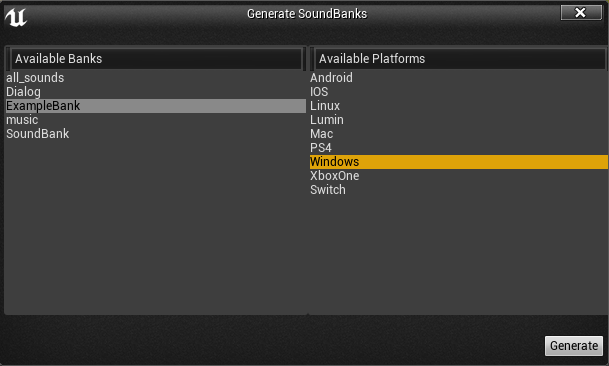 Generate SoundBanks
Available Banks
all_sounds
Dialog
ExampleBank
music
SoundBank
Available Platforms
Android
IOS
Linux
Lumin
Mac
PS4
Windows
XboxOne
Switch
Generate